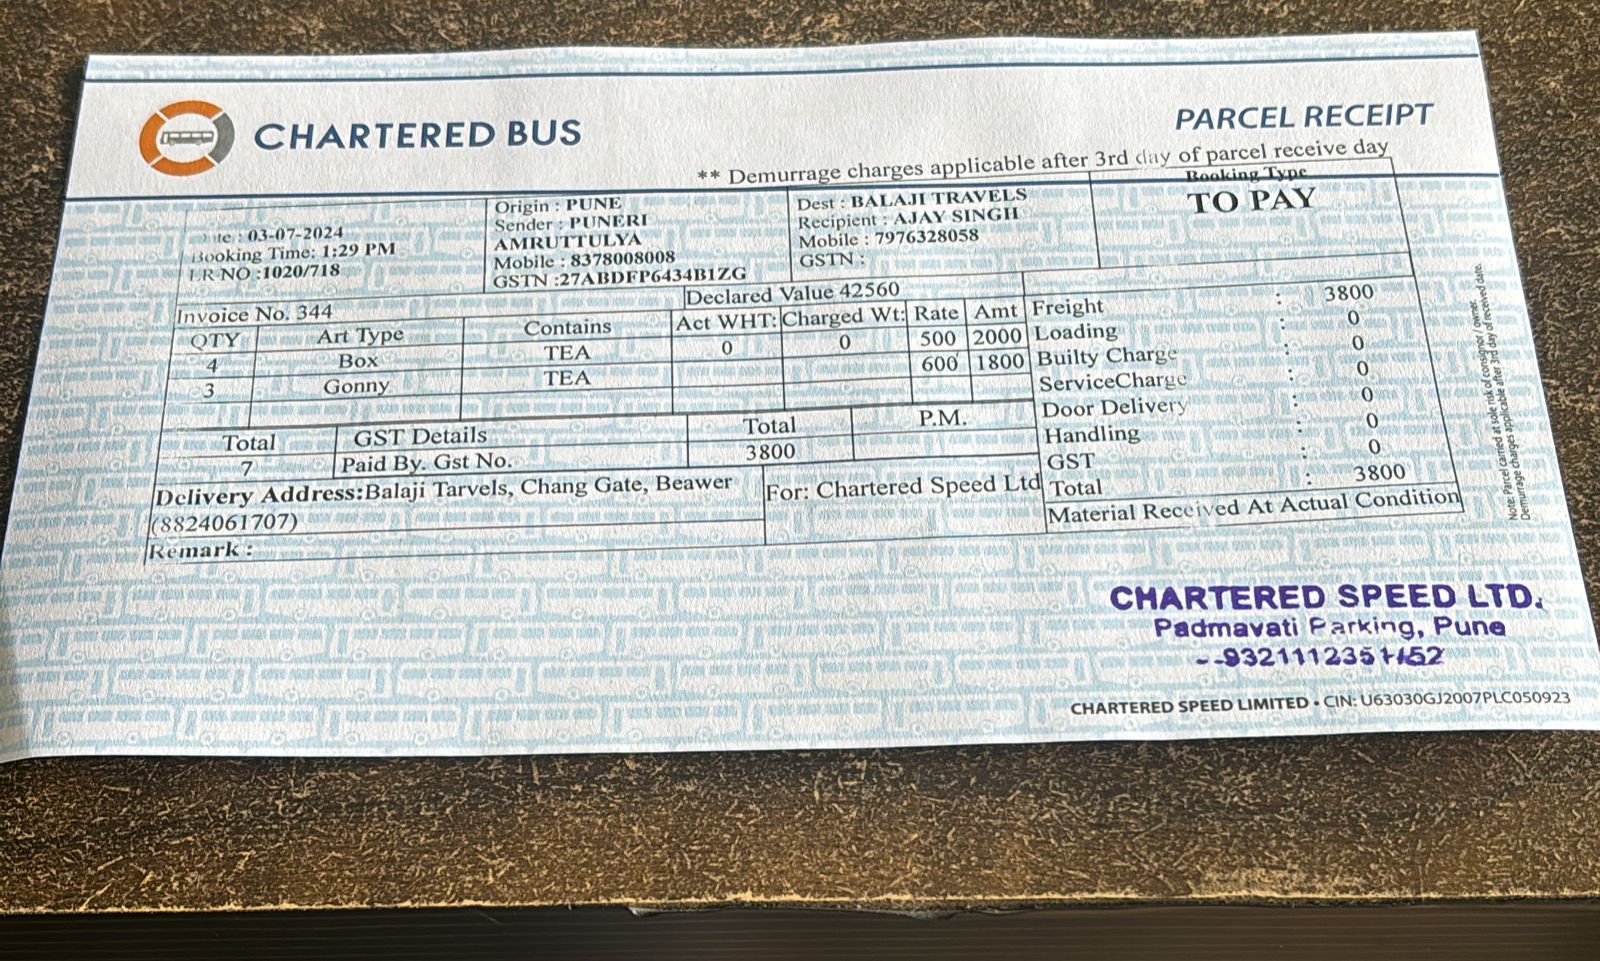 CHARTERED BUS
PARCEL RECEIPT
** Demurrage charges applicable after 3rd day of parcel receive day
: 03-07-2024
Booking Time: 1:29 PM
LR NO :1020/718
Origin : PUNE
Sender : PUNERI
AMRUTTULYA
Mobile : 8378008008
GSTN :27ABDFP6434B1ZG
Dest : BALAJI TRAVELS
Recipient : AJAY SINGH
Mobile : 7976328058
GSTN :
Booking Type
TO PAY
Invoice No. 344
Declared Value 42560
QTY Art Type Contains Act WHT: Charged Wt: Rate Amt
4 Box TEA 0 0 500 2000
3 Gonny TEA 600 1800
Total GST Details Total P.M.
7 Paid By. Gst No. 3800
Freight : 3800
Loading : 0
Builty Charge : 0
ServiceCharge : 0
Door Delivery : 0
Handling : 0
GST : 0
Total : 3800
Delivery Address:Balaji Tarvels, Chang Gate, Beawer
(8824061707)
For: Chartered Speed Ltd
Material Received At Actual Condition
Remark :
Note: Parcel carried at sole risk of consignor / owner.
Demurrage charges applicable after 3rd day of received date.
CHARTERED SPEED LTD.
Padmavati Parking, Pune
CHARTERED SPEED LIMITED • CIN: U63030GJ2007PLC050923